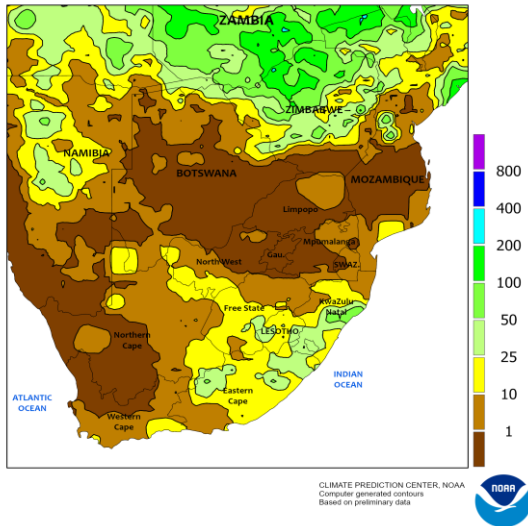 ZAMBIA
ZIMBABWE
NAMIBIA
BOTSWANA
MOZAMBIQUE
Limpopo
Mpumalanga
North-West
Gau.
SWAZ.
Free State
KwaZulu
Natal
LESOTHO
Northern
Cape
Eastern
Cape
Western
Cape
ATLANTIC
OCEAN
INDIAN
OCEAN
800
400
200
100
50
25
10
1
CLIMATE PREDICTION CENTER, NOAA
Computer generated contours
Based on preliminary data
NOAA